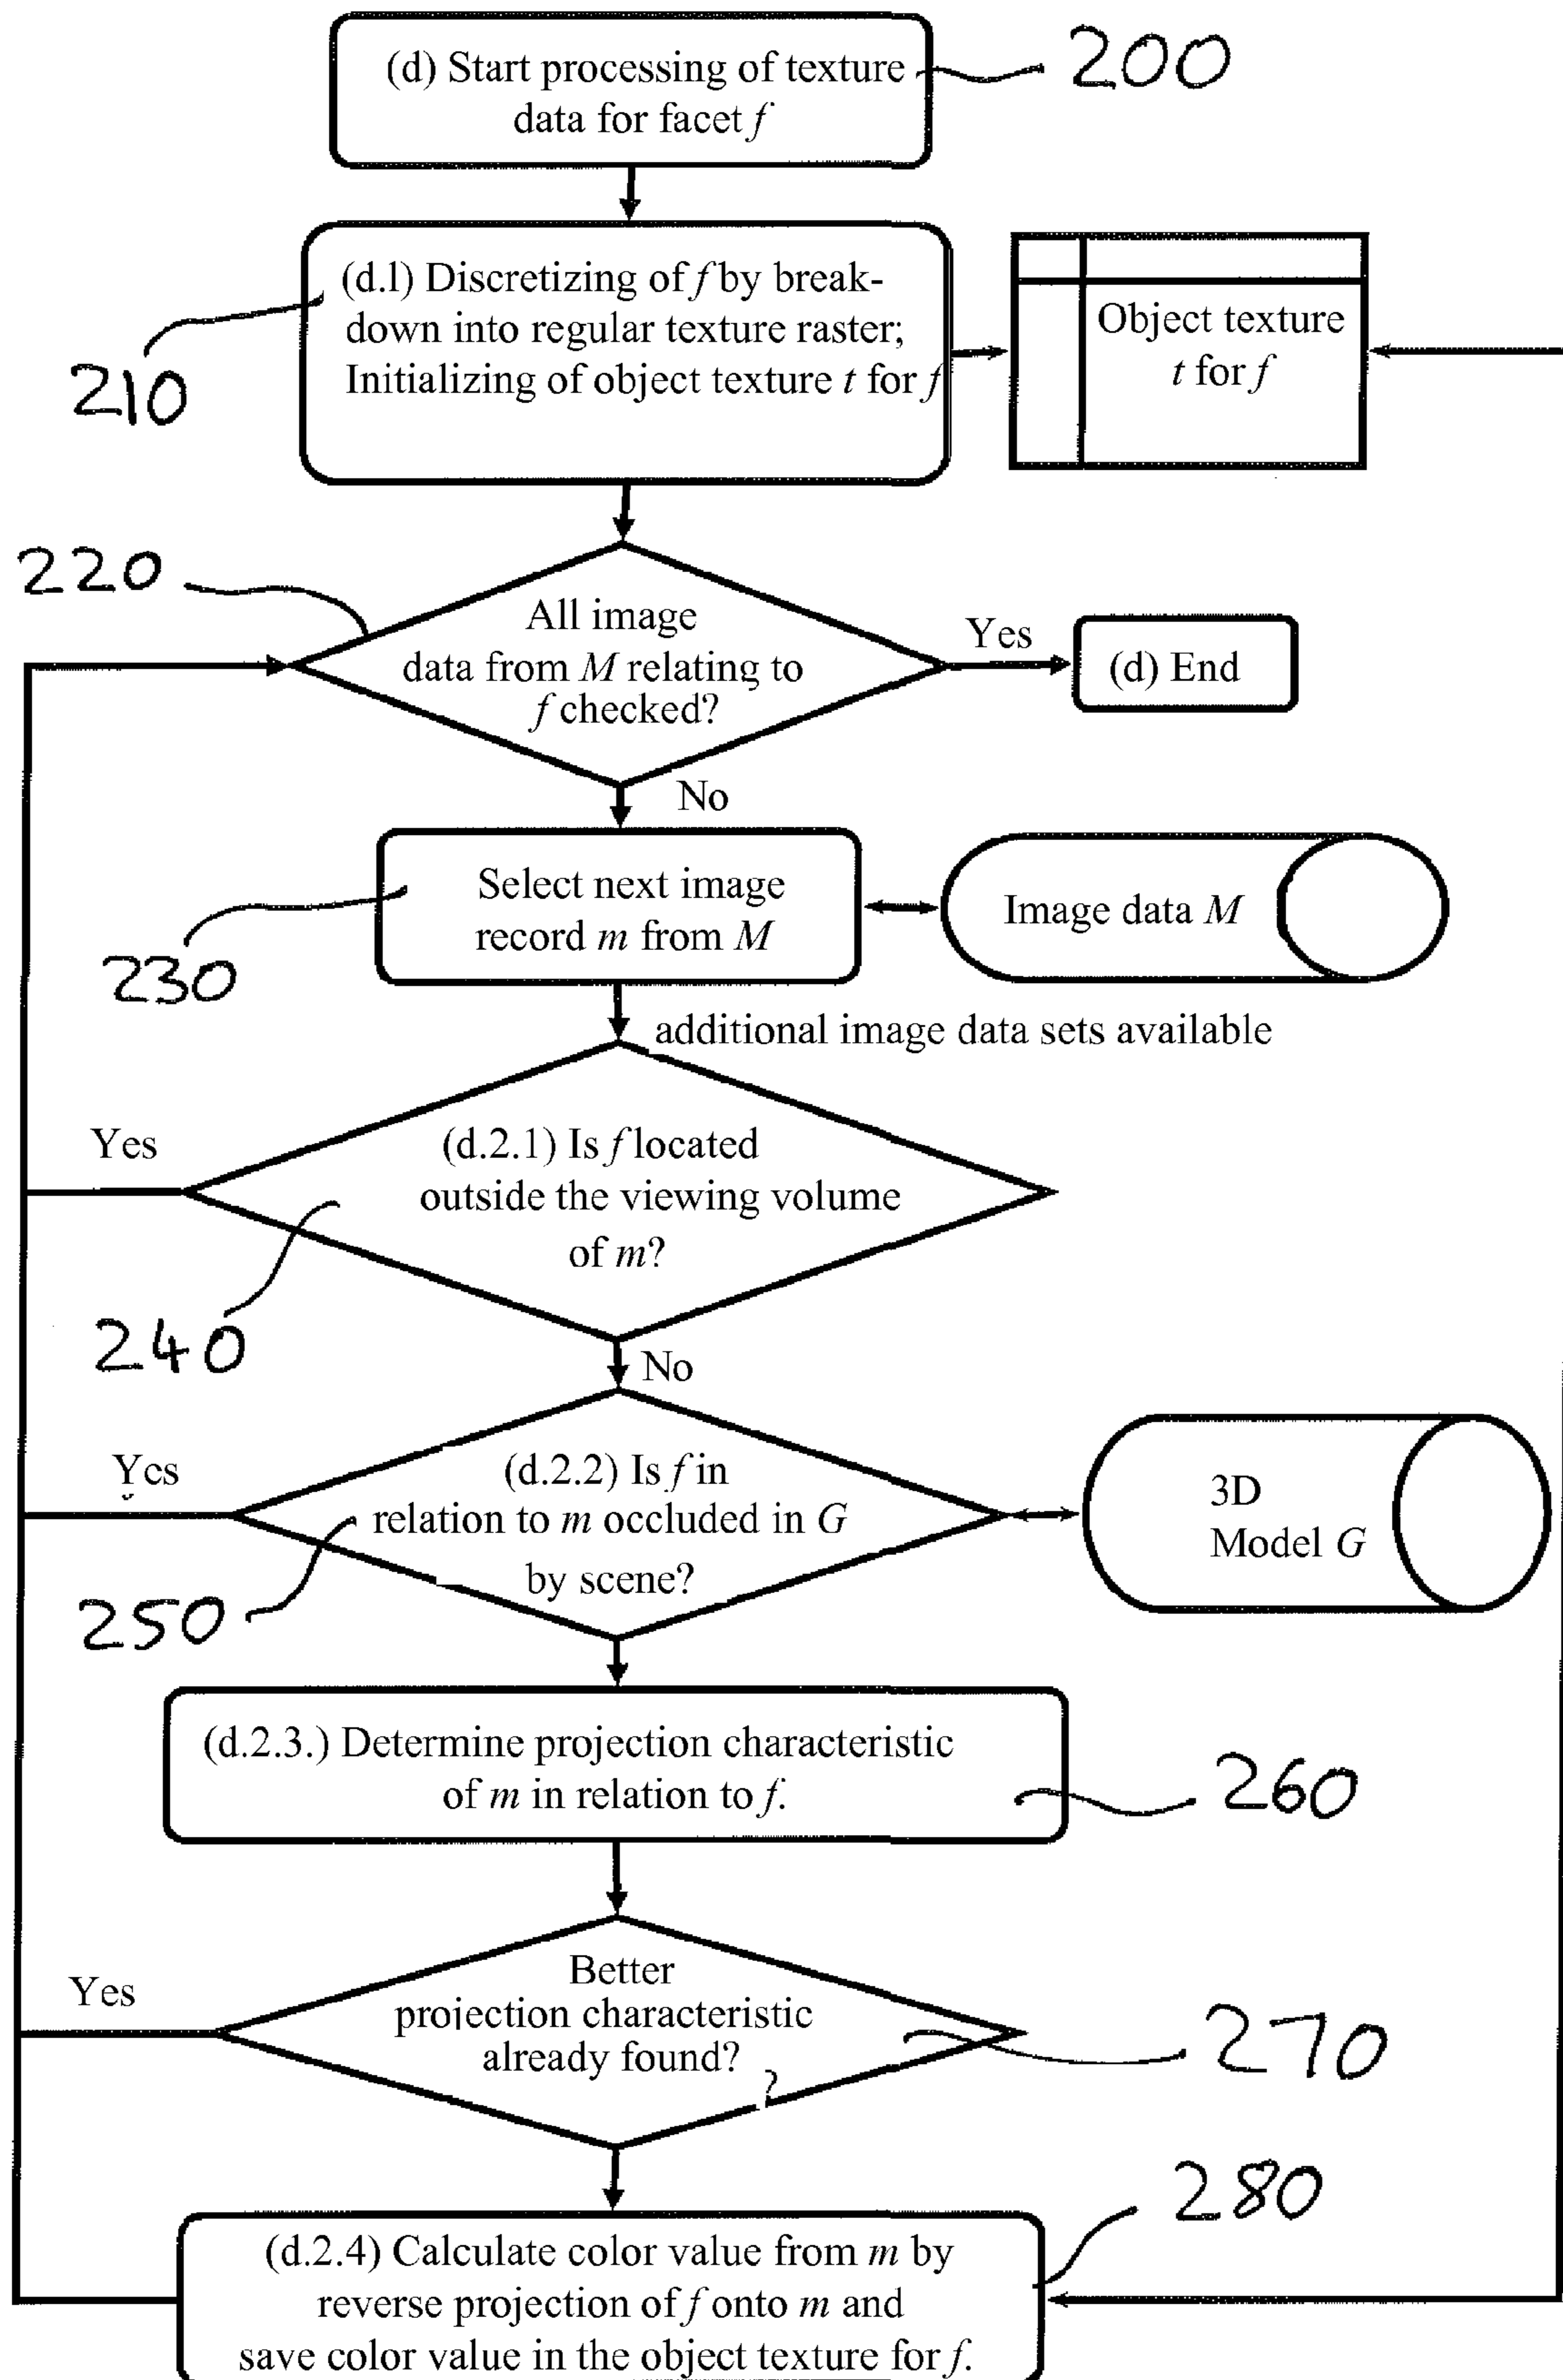 (d) Start processing of texture
data for facet f
200
(d.l) Discretizing of f by break-
down into regular texture raster;
Initializing of object texture t for f
210
Object texture
t for f
220
All image
data from M relating to
f checked?
Yes
(d) End
No
Select next image
record m from M
230
Image data M
additional image data sets available
Yes
(d.2.1) Is f located
outside the viewing volume
of m?
240
No
Yes
(d.2.2) Is f in
relation to m occluded in G
by scene?
250
3D
Model G
(d.2.3.) Determine projection characteristic
of m in relation to f.
260
Yes
Better
projection characteristic
already found?
?
270
280
(d.2.4) Calculate color value from m by
reverse projection of f onto m and
save color value in the object texture for f.